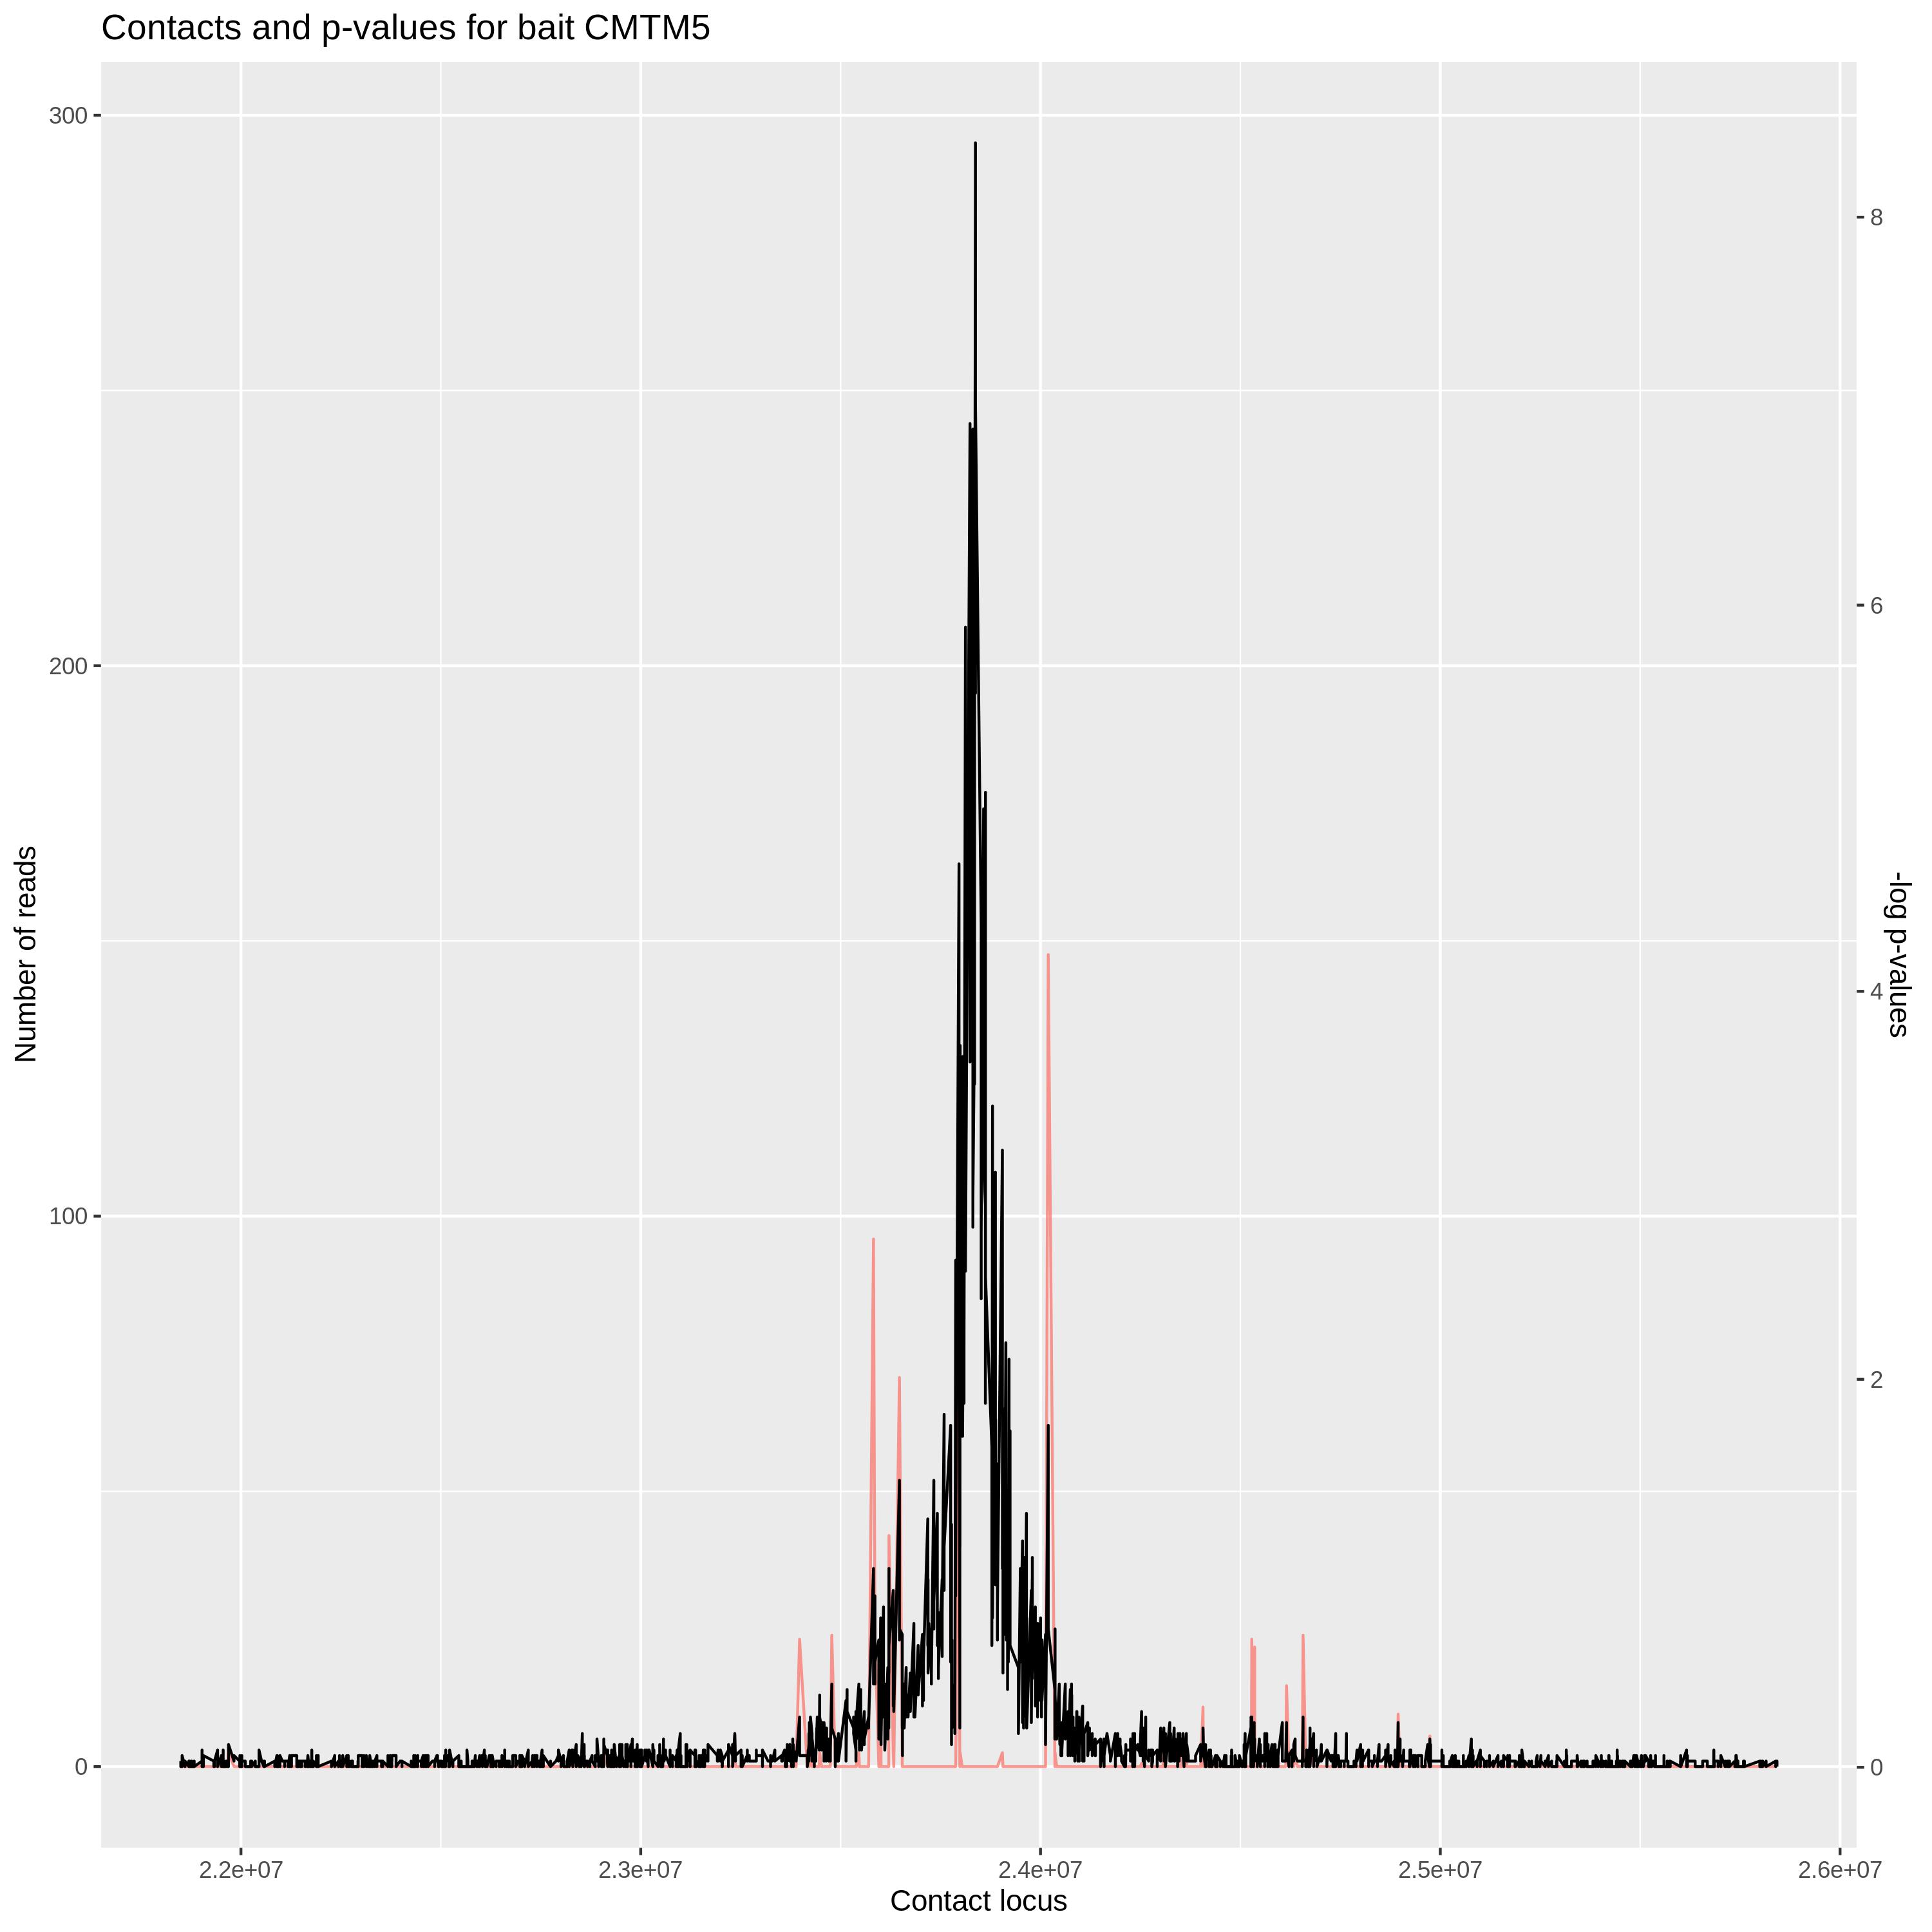 Contacts and p-values for bait CMTM5
300
200
100
0
Number of reads
8
6
4
2
0
-log p-values
2.2e+07 2.3e+07 2.4e+07 2.5e+07 2.6e+07
Contact locus